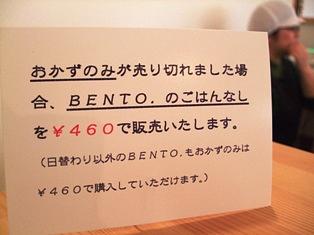 おかずのみが売り切れました場
合、BENTO.のごはんなし
を￥460で販売いたします。
(日替わり以外のBENTO.もおかずのみは
￥460で購入していただけます。)